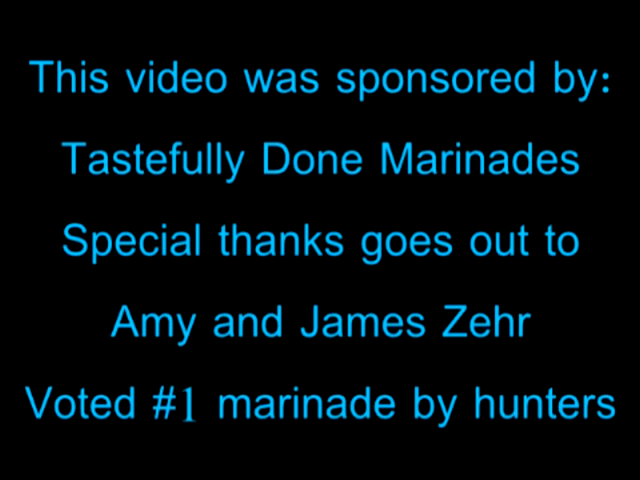 This video was sponsored by:
Tastefully Done Marinades
Special thanks goes out to
Amy and James Zehr
Voted #1 marinade by hunters